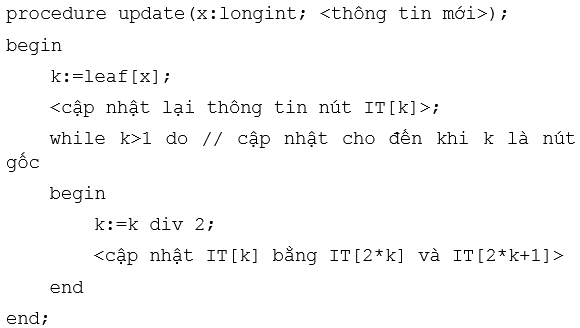 procedure update(x:longint; <thông tin mới>);
begin
k:=leaf[x];
<cập nhật lại thông tin nút IT[k]>;
while k>1 do // cập nhật cho đến khi k là nút
gốc
begin
k:=k div 2;
<cập nhật IT[k] bằng IT[2*k] và IT[2*k+1]>
end
end;